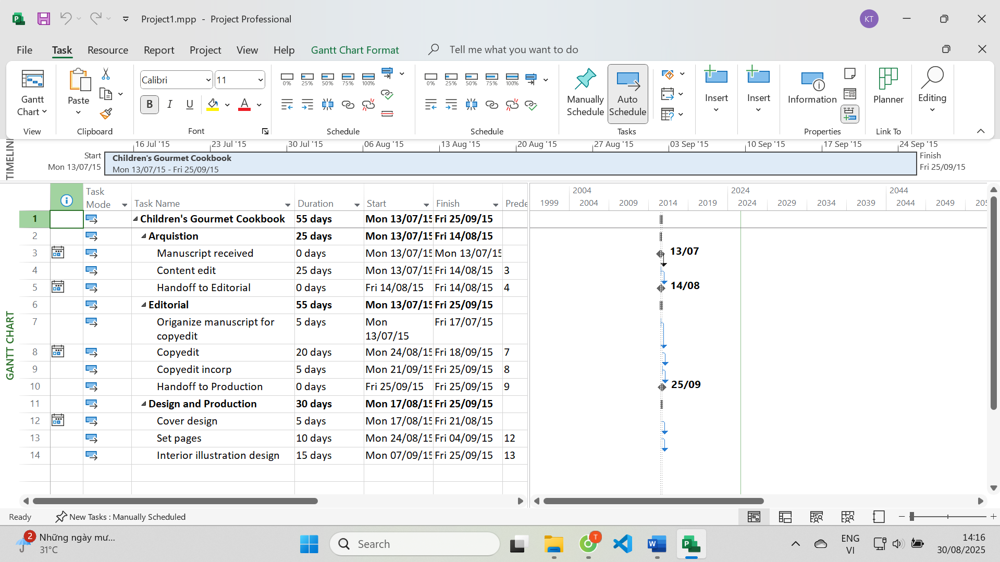 Project1.mpp - Project Professional
KT
File Task Resource Report Project View Help Gantt Chart Format Tell me what you want to do
Gantt Chart
View
Paste
Clipboard
Calibri 11
B I U A
Font
0% 25% 50% 75% 100%
Schedule
0% 25% 50% 75% 100%
Schedule
Manually Schedule
Auto Schedule
Tasks
Insert
Insert
Information
Properties
Planner
Link To
Editing
TIMELIN
16 Jul '15 23 Jul '15 30 Jul '15 06 Aug '15 13 Aug '15 20 Aug '15 27 Aug '15 03 Sep '15 10 Sep '15 17 Sep '15 24 Sep '15
Start
Mon 13/07/15
Children's Gourmet Cookbook
Mon 13/07/15 - Fri 25/09/15
Finish
Fri 25/09/15
GANTT CHART
Task Mode Task Name Duration Start Finish Prede
2004 2024 2044
1999 2004 2009 2014 2019 2024 2029 2034 2039 2044 2049 205
1 Children's Gourmet Cookbook 55 days Mon 13/07/15 Fri 25/09/15
2 Arquistion 25 days Mon 13/07/15 Fri 14/08/15
3 Manuscript received 0 days Mon 13/07/15 Mon 13/07/15 13/07
4 Content edit 25 days Mon 13/07/15 Fri 14/08/15 3
5 Handoff to Editorial 0 days Fri 14/08/15 Fri 14/08/15 4 14/08
6 Editorial 55 days Mon 13/07/15 Fri 25/09/15
7 Origanize manuscript for copyedit 5 days Mon 13/07/15 Fri 17/07/15
8 Copyedit 20 days Mon 24/08/15 Fri 18/09/15 7
9 Copyedit incorp 5 days Mon 21/09/15 Fri 25/09/15 8
10 Handoff to Production 0 days Fri 25/09/15 Fri 25/09/15 9 25/09
11 Design and Production 30 days Mon 17/08/15 Fri 25/09/15
12 Cover design 5 days Mon 17/08/15 Fri 21/08/15
13 Set pages 10 days Mon 24/08/15 Fri 04/09/15 12
14 Interior illustration design 15 days Mon 07/09/15 Fri 25/09/15 13
Ready New Tasks : Manually Scheduled
2 Những ngày mư...
31°C
Search
T
ENG
VI
14:16
30/08/2025